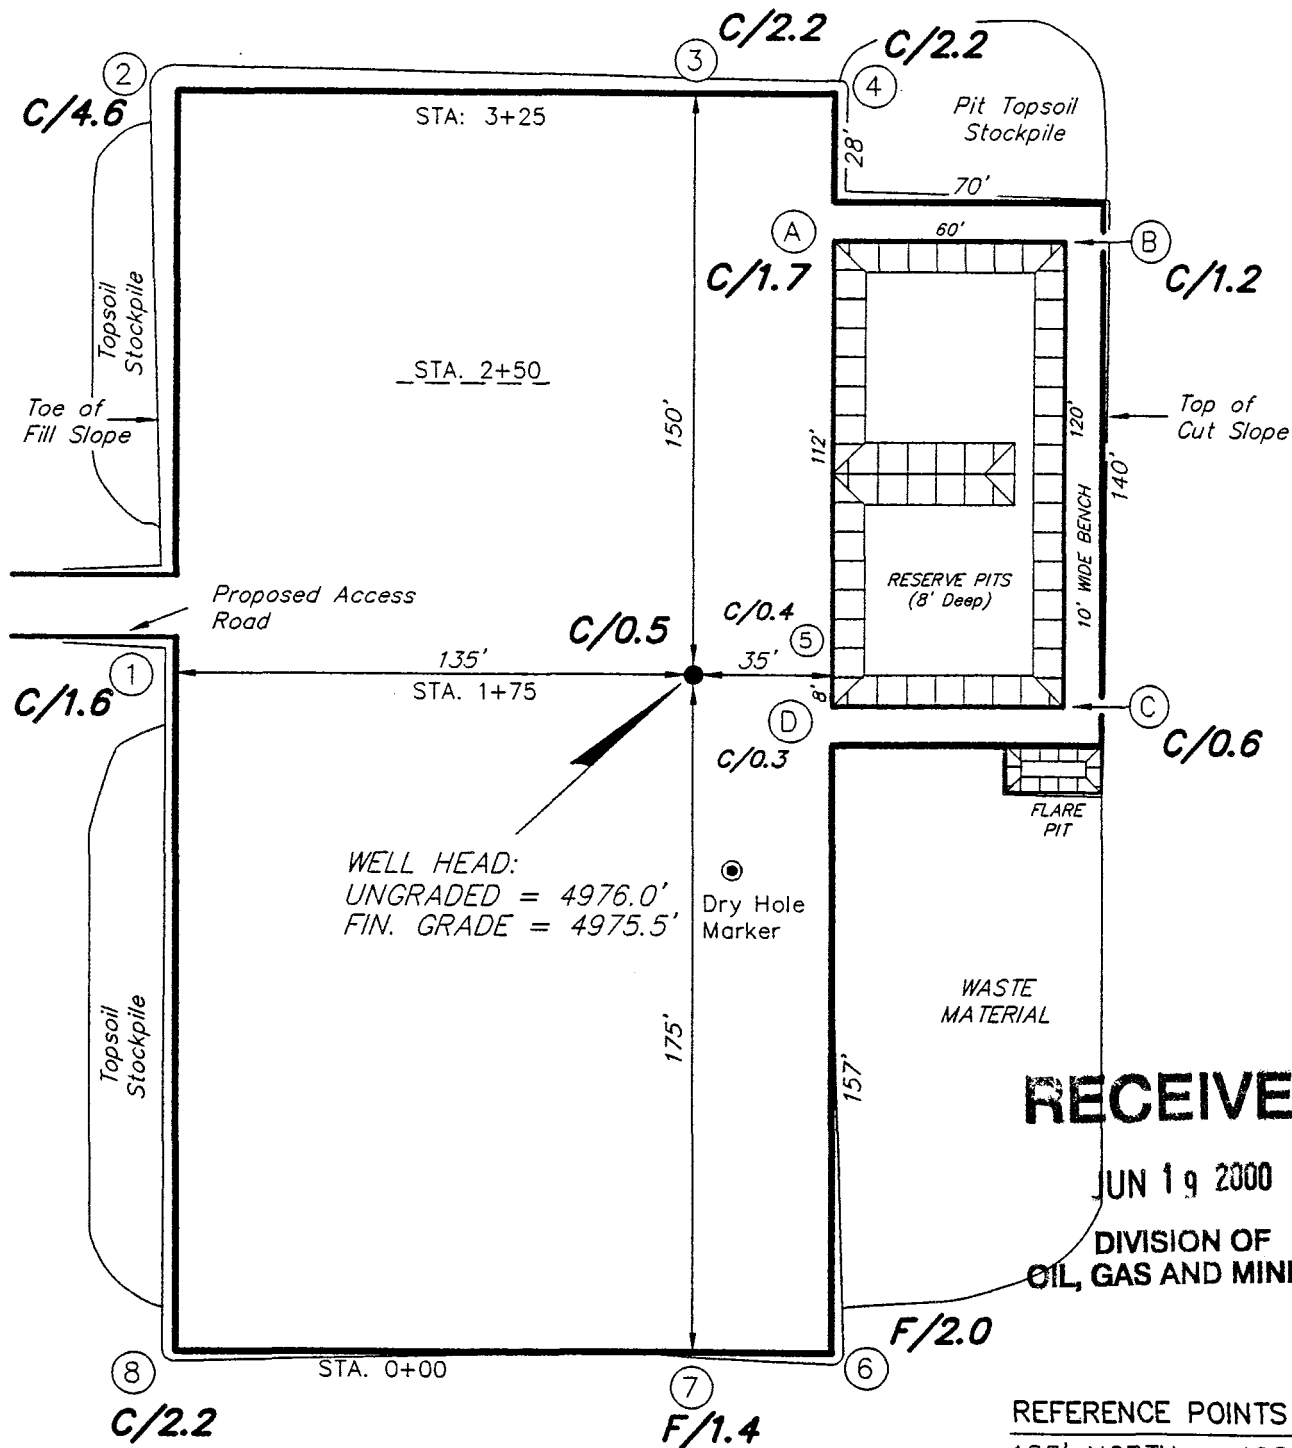 C/2.2
3
C/2.2
2
4
C/4.6
STA: 3+25
Pit Topsoil
Stockpile
28'
70'
A
60'
B
C/1.7
C/1.2
Topsoil
Stockpile
STA. 2+50
Toe of
Fill Slope
150'
112'
120'
140'
Top of
Cut Slope
10' WIDE BENCH
RESERVE PITS
(8' Deep)
Proposed Access
Road
C/0.5
C/0.4
5
1
135'
35'
STA. 1+75
8'
C/1.6
D
C
C/0.3
C/0.6
FLARE
PIT
WELL HEAD:
UNGRADED = 4976.0'
FIN. GRADE = 4975.5'
Dry Hole
Marker
Topsoil
Stockpile
175'
157'
WASTE
MATERIAL
RECEIVE
JUN 19 2000
DIVISION OF
OIL, GAS AND MINI
F/2.0
8
STA. 0+00
7
6
C/2.2
F/1.4
REFERENCE POINTS